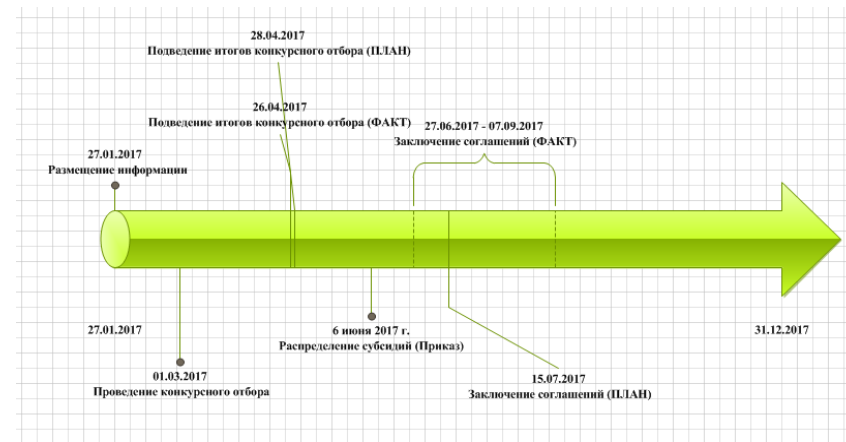 28.04.2017
Подведение итогов конкурсного отбора (ПЛАН)
26.04.2017
Подведение итогов конкурсного отбора (ФАКТ)
27.06.2017 - 07.09.2017
Заключение соглашений (ФАКТ)
27.01.2017
Размещение информации
27.01.2017
6 июня 2017 г.
Распределение субсидий (Приказ)
31.12.2017
01.03.2017
Проведение конкурсного отбора
15.07.2017
Заключение соглашений (ПЛАН)